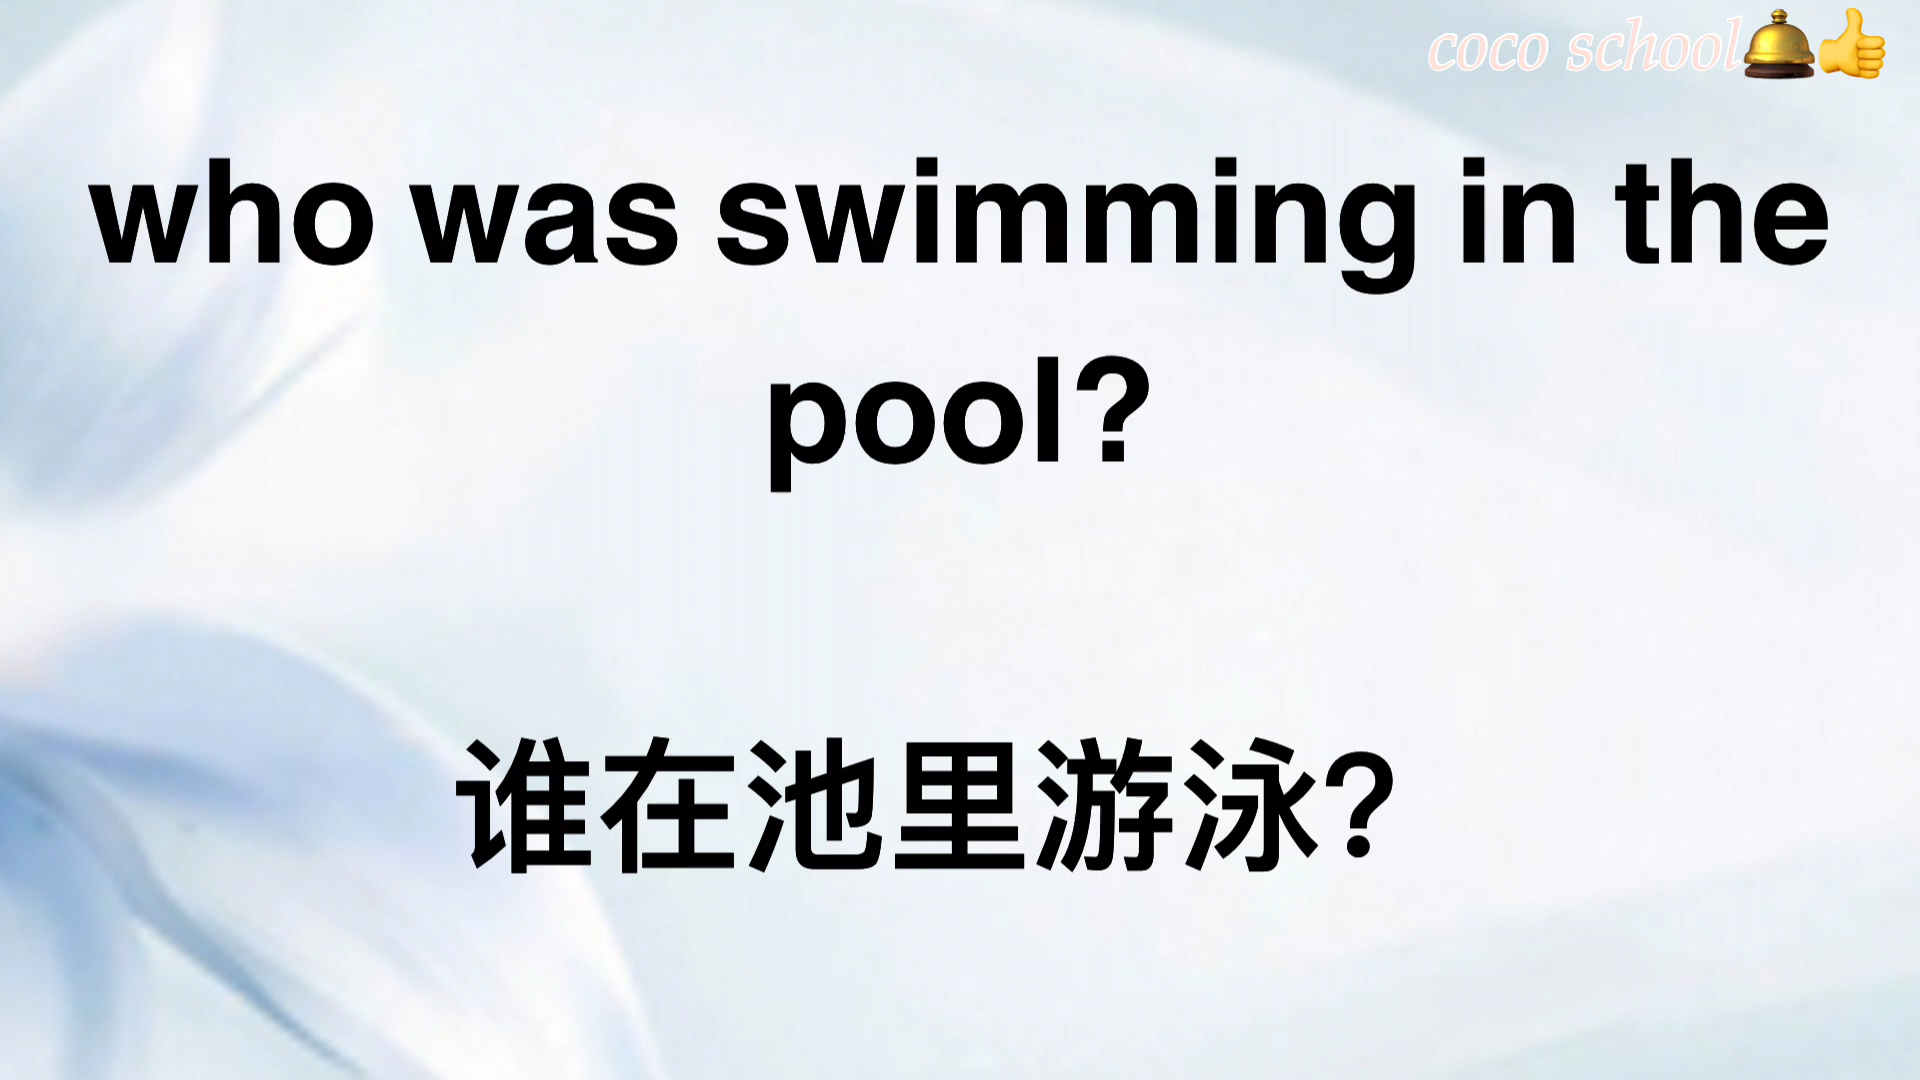 coco school🛎️👍
who was swimming in the
pool?
谁在池里游泳?